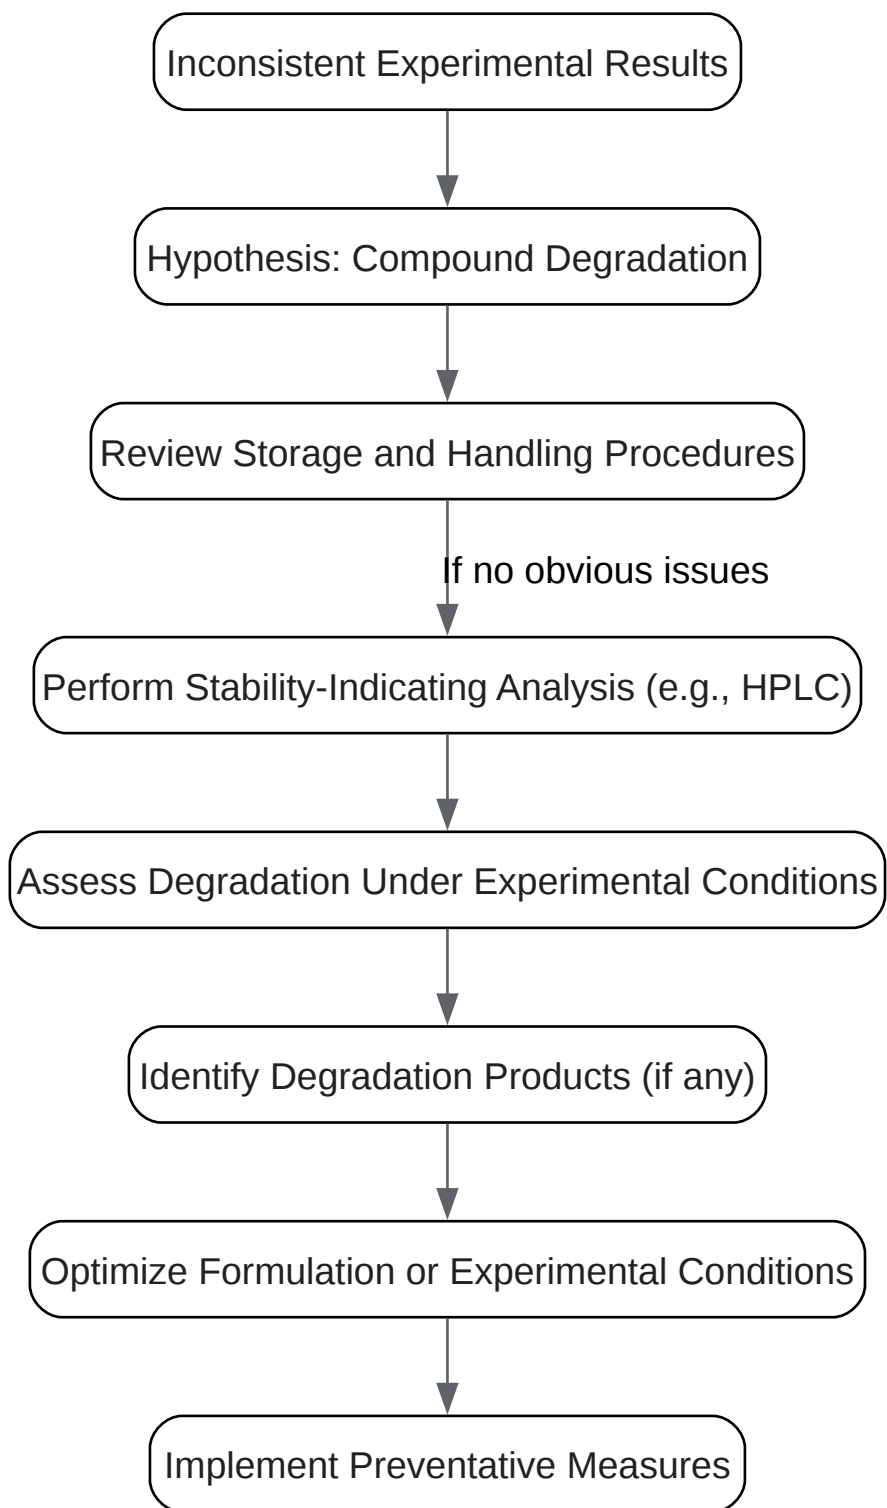 Inconsistent Experimental Results
Hypothesis: Compound Degradation
Review Storage and Handling Procedures
If no obvious issues
Perform Stability-Indicating Analysis (e.g., HPLC)
Assess Degradation Under Experimental Conditions
Identify Degradation Products (if any)
Optimize Formulation or Experimental Conditions
Implement Preventative Measures